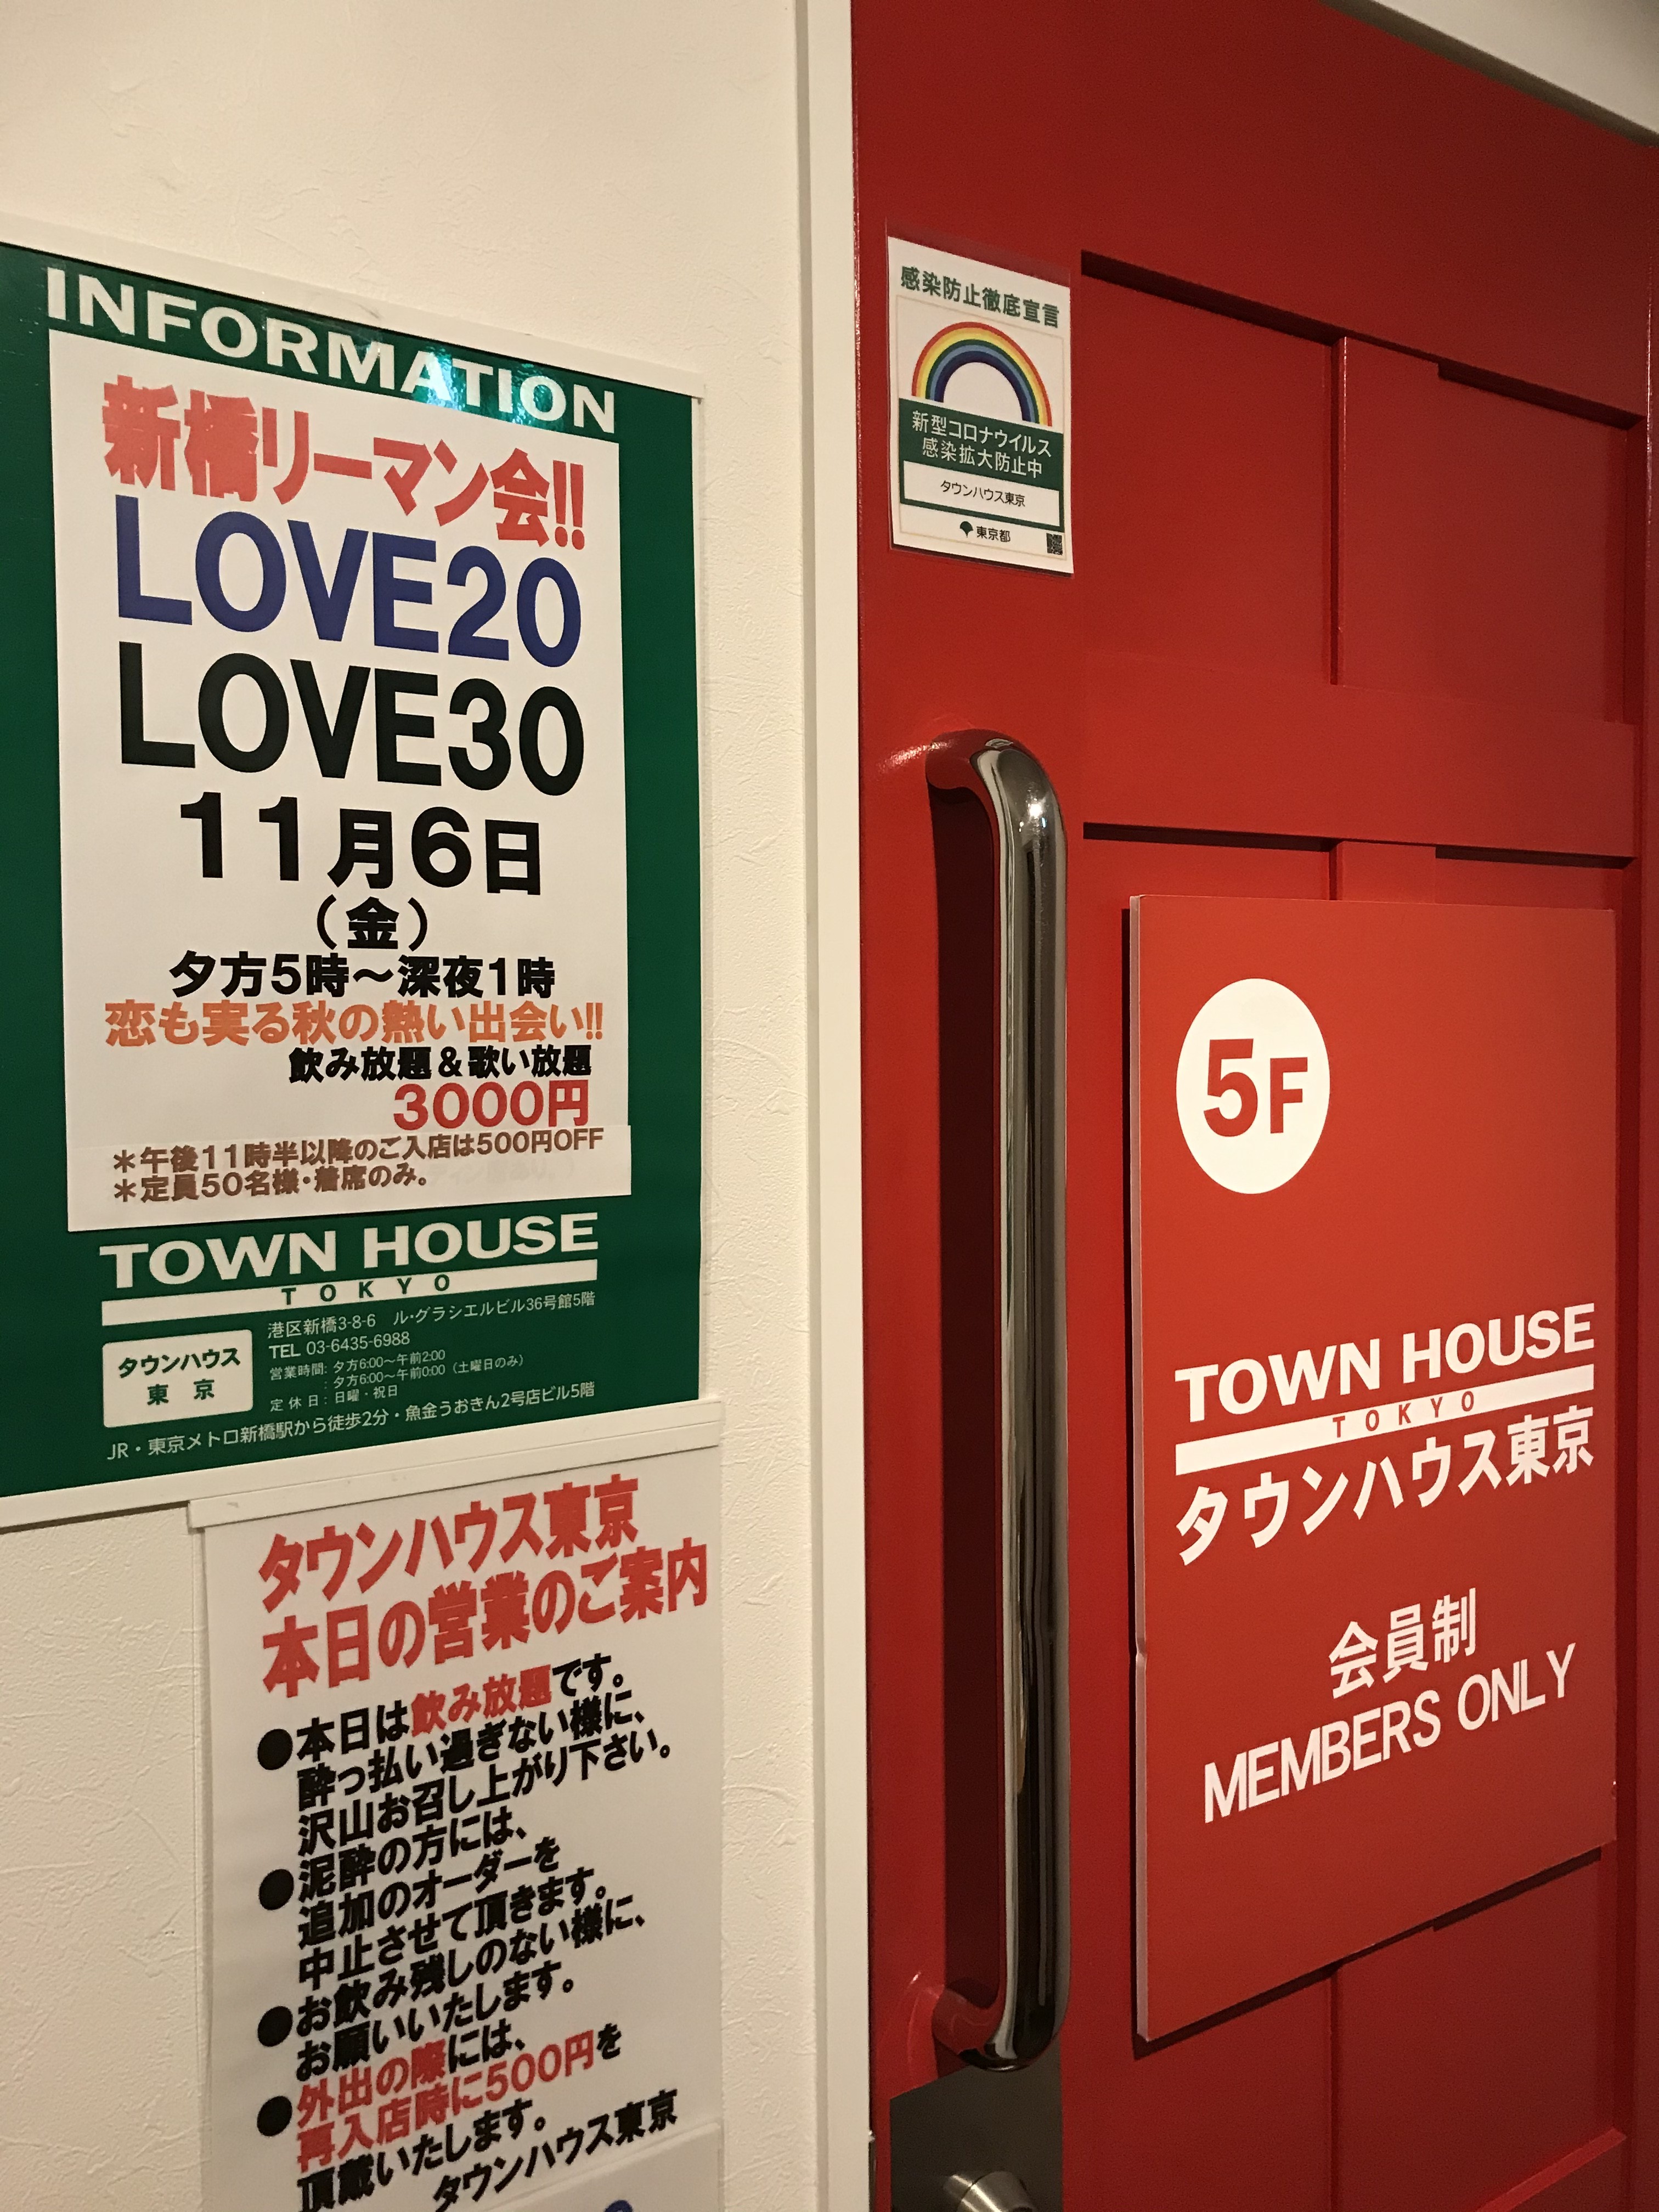 INFORMATION
新橋リーマン会!!
LOVE20
LOVE30
11月6日
（金）
夕方5時～深夜1時
恋も実る秋の熱い出会い!!
飲み放題＆歌い放題
3000円
＊午後11時半以降のご入店は500円OFF
＊定員50名様・着席のみ。
TOWN HOUSE
TOKYO
タウンハウス
東 京
港区新橋3-8-6 ル・グラシエルビル36号館5階
TEL 03-6435-6988
営業時間: 夕方6:00～午前2:00
: 夕方6:00～午前0:00（土曜日のみ）
定休日: 日曜・祝日
JR・東京メトロ新橋駅から徒歩2分・魚金うおきん2号店ビル5階
タウンハウス東京
本日の営業のご案内
●本日は飲み放題です。
酔っ払い過ぎない様に、
沢山お召し上がり下さい。
●泥酔の方には、
追加のオーダーを
中止させて頂きます。
●お飲み残しのない様に、
お願いいたします。
●外出の際には、
再入店時に500円を
頂戴いたします。
タウンハウス東京
感染防止徹底宣言
新型コロナウイルス
感染拡大防止中
タウンハウス東京
東京都
5F
TOWN HOUSE
TOKYO
タウンハウス東京
会員制
MEMBERS ONLY